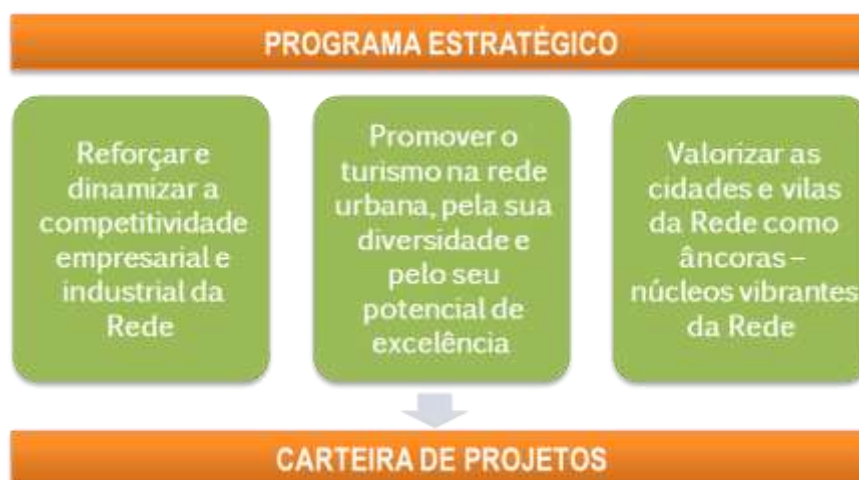 PROGRAMA ESTRATÉGICO
Reforçar e
dinamizar a
competitividade
empresarial e
industrial da
Rede
Promover o
turismo na rede
urbana, pela sua
diversidade e
pelo seu
potencial de
excelência
Valorizar as
cidades e vilas
da Rede como
âncoras –
núcleos vibrantes
da Rede
CARTEIRA DE PROJETOS